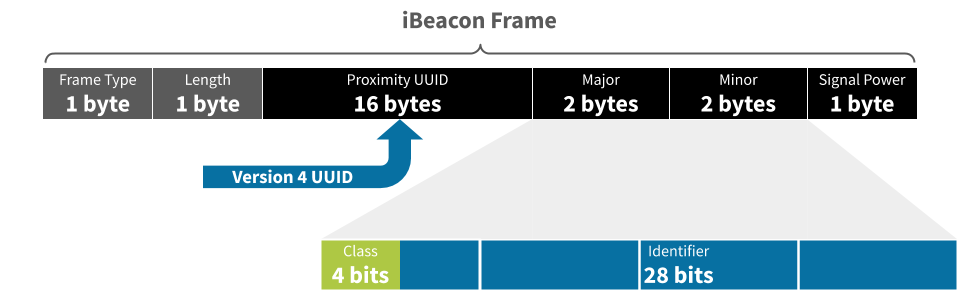 iBeacon Frame
Frame Type Length Proximity UUID Major Minor Signal Power
1 byte 1 byte 16 bytes 2 bytes 2 bytes 1 byte
Version 4 UUID
Class Identifier
4 bits 28 bits